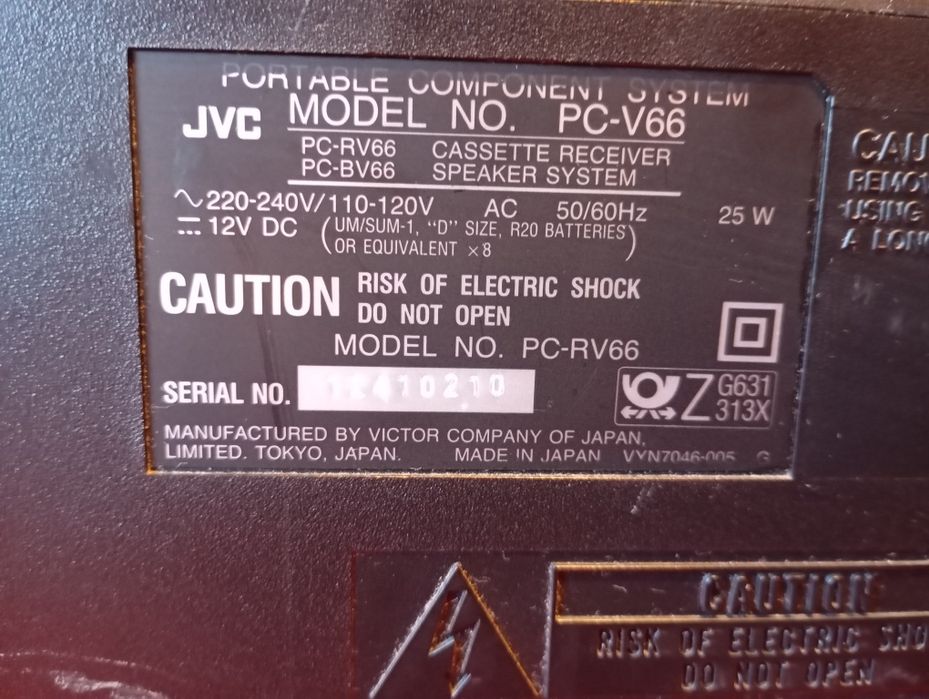 PORTABLE COMPONENT SYSTEM
JVC MODEL NO. PC-V66
PC-RV66 CASSETTE RECEIVER
PC-BV66 SPEAKER SYSTEM
~220-240V/110-120V AC 50/60Hz 25 W
⎓ 12V DC (UM/SUM-1, “D” SIZE, R20 BATTERIES
OR EQUIVALENT ×8)
CAUTION RISK OF ELECTRIC SHOCK
DO NOT OPEN
MODEL NO. PC-RV66
SERIAL NO.
Z G631
313X
MANUFACTURED BY VICTOR COMPANY OF JAPAN,
LIMITED. TOKYO, JAPAN. MADE IN JAPAN VYN7046-005 G
USING
A LON
CAUTION
RISK OF ELECTRIC SHO
DO NOT OPEN